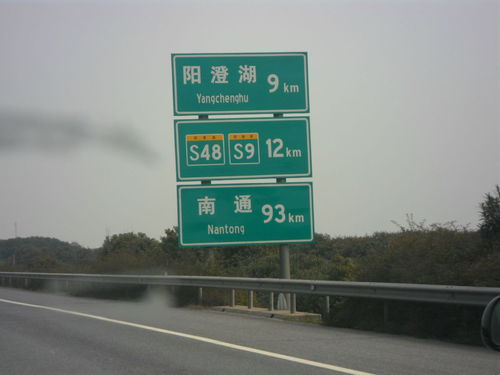 阳澄湖 9 km
Yangchenghu
S48 S9 12 km
南通 93 km
Nantong